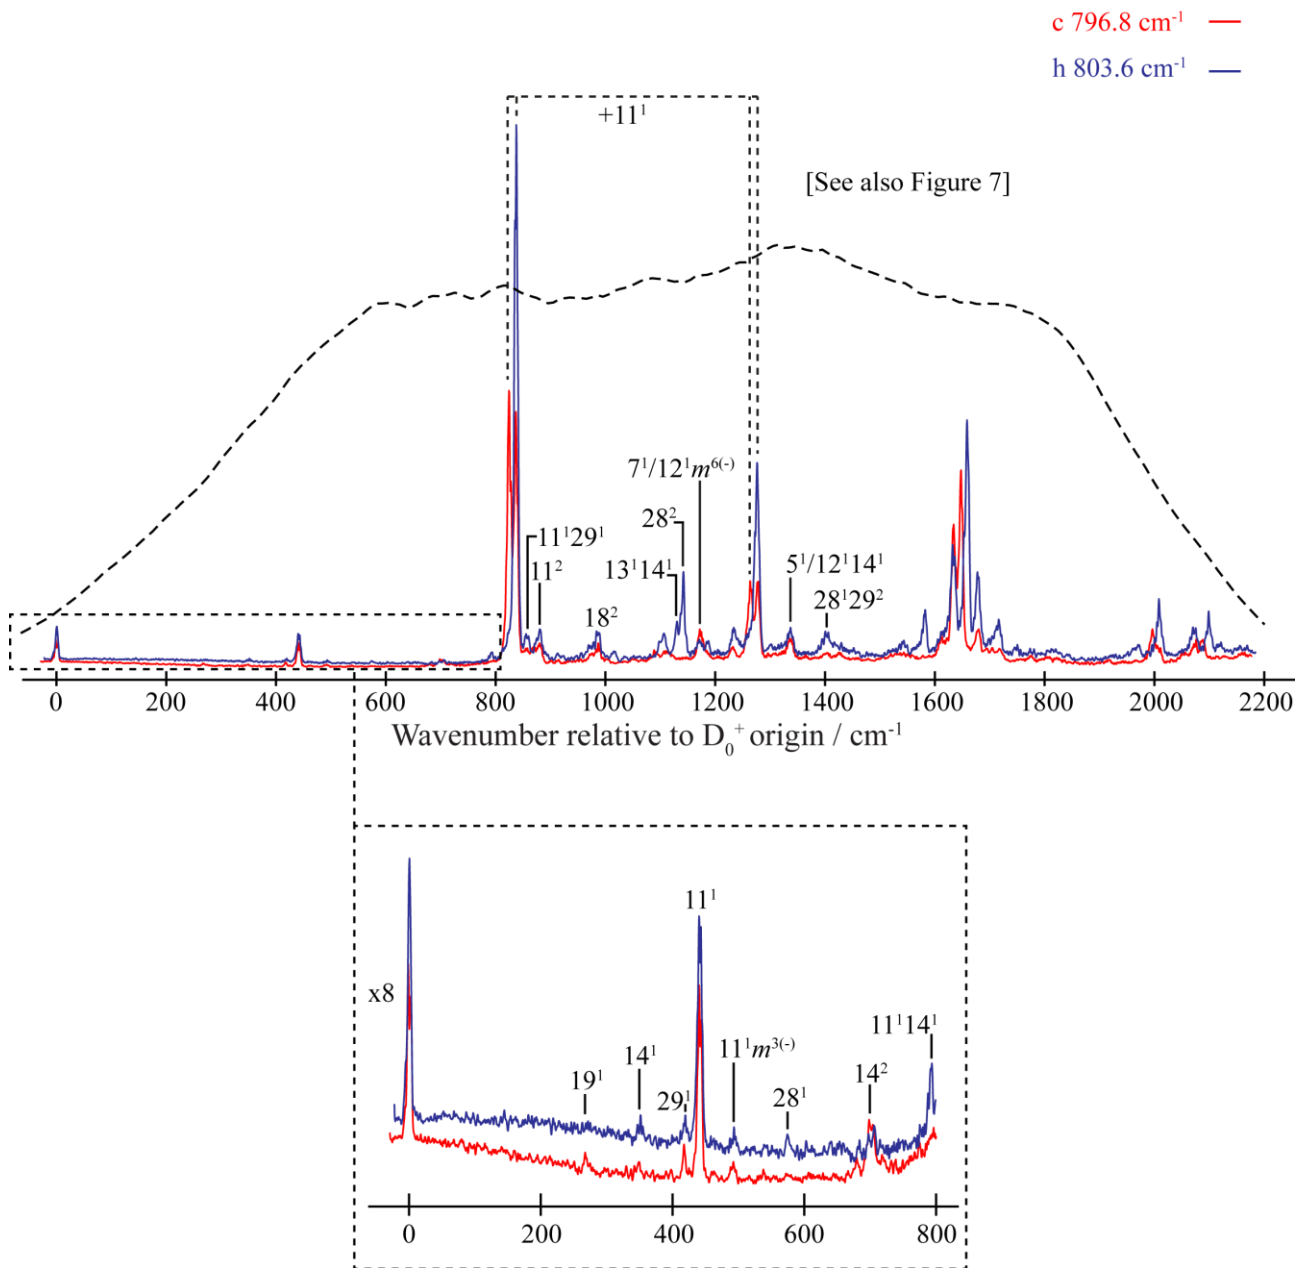 c 796.8 cm⁻¹
h 803.6 cm⁻¹
+11¹
[See also Figure 7]
7¹/12¹m⁶⁽⁻⁾
28²
11¹29¹
11²
13¹14¹
5¹/12¹14¹
18²
28¹29²
0 200 400 600 800 1000 1200 1400 1600 1800 2000 2200
Wavenumber relative to D₀⁺ origin / cm⁻¹
x8
11¹
11¹14¹
14¹
11¹m³⁽⁻⁾
19¹
29¹
28¹
14²
0 200 400 600 800